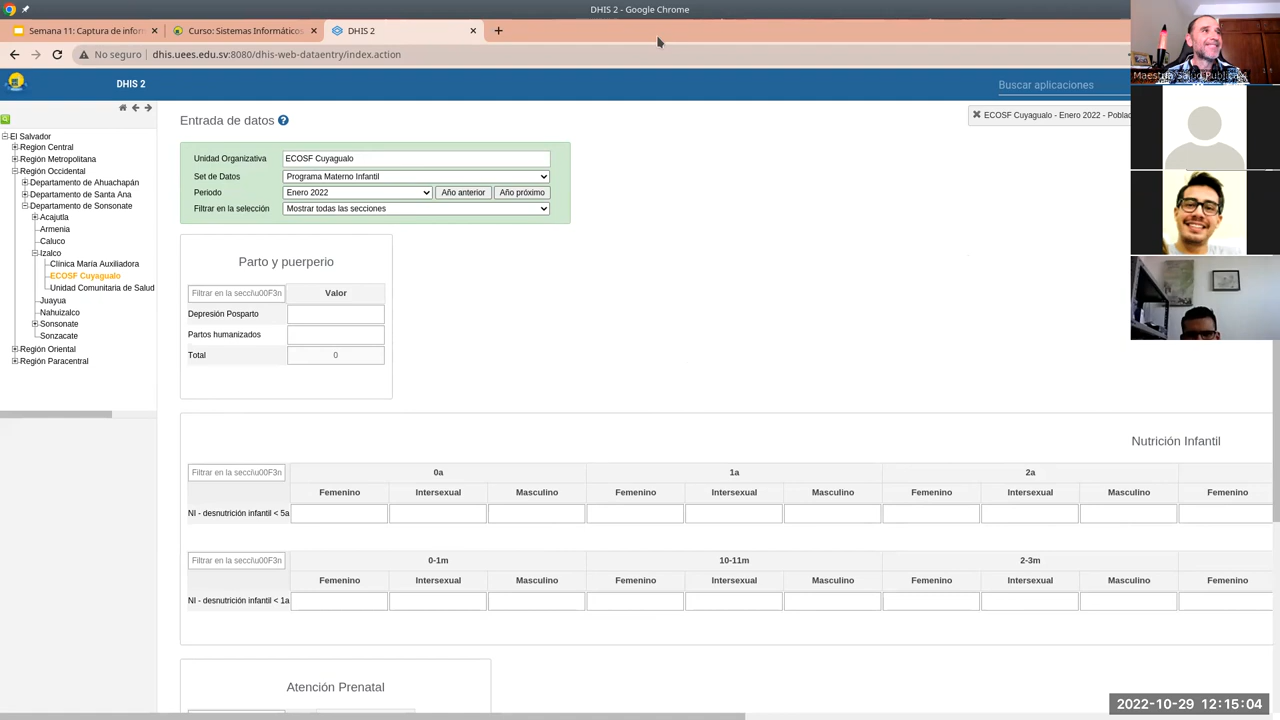 DHIS 2 - Google Chrome
Semana 11: Captura de infor
Curso: Sistemas Informáticos
DHIS 2
No seguro
dhis.uees.edu.sv:8080/dhis-web-dataentry/index.action
DHIS 2
Buscar aplicaciones
Maestria Salud Publica
El Salvador
Region Central
Región Metropolitana
Región Occidental
Departamento de Ahuachapán
Departamento de Santa Ana
Departamento de Sonsonate
Acajutla
Armenia
Caluco
Izalco
Clínica María Auxiliadora
ECOSF Cuyagualo
Unidad Comunitaria de Salud
Juayua
Nahuizalco
Sonsonate
Sonzacate
Región Oriental
Región Paracentral
Entrada de datos
ECOSF Cuyagualo - Enero 2022 - Poblac
Unidad Organizativa ECOSF Cuyagualo
Set de Datos Programa Materno Infantil
Periodo Enero 2022 Año anterior Año próximo
Filtrar en la selección Mostrar todas las secciones
Parto y puerperio
Filtrar en la secci\u00F3n Valor
Depresión Posparto
Partos humanizados
Total 0
Nutrición Infantil
Filtrar en la secci\u00F3n 0a 1a 2a
Femenino Intersexual Masculino Femenino Intersexual Masculino Femenino Intersexual Masculino Femenino
NI - desnutrición infantil < 5a
Filtrar en la secci\u00F3n 0-1m 10-11m 2-3m
Femenino Intersexual Masculino Femenino Intersexual Masculino Femenino Intersexual Masculino Femenino
NI - desnutrición infantil < 1a
Atención Prenatal
2022-10-29 12:15:04